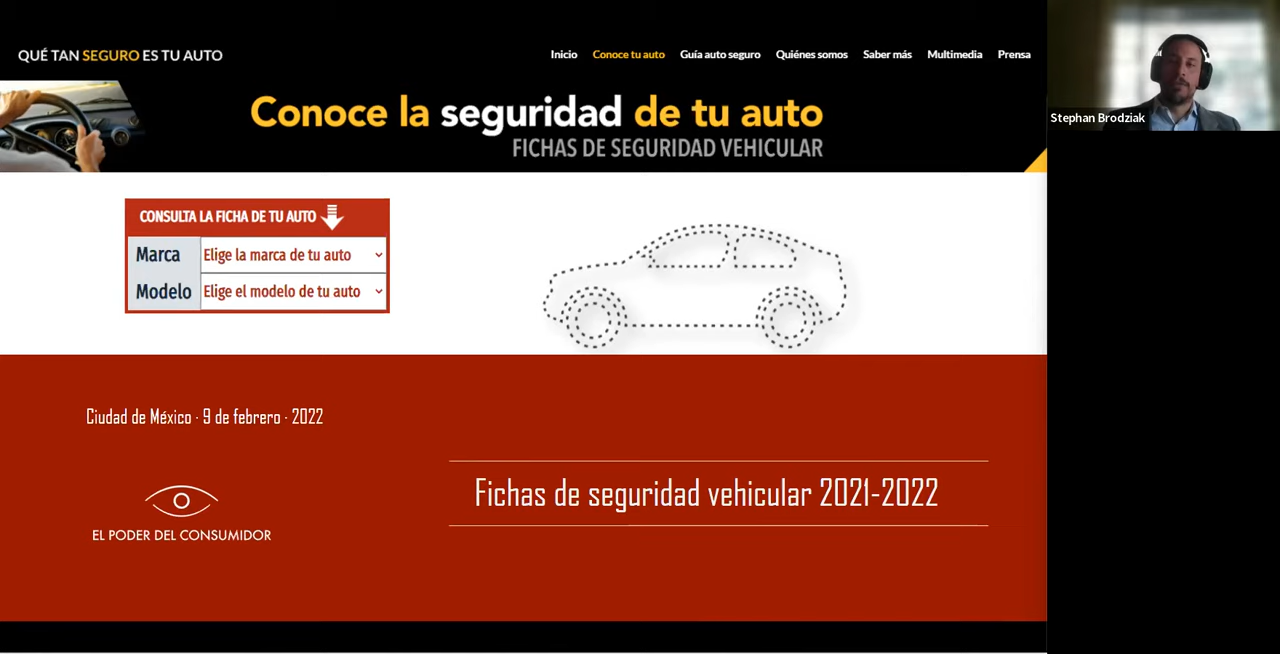 QUÉ TAN SEGURO ES TU AUTO
Inicio Conoce tu auto Guía auto seguro Quiénes somos Saber más Multimedia Prensa
Conoce la seguridad de tu auto
FICHAS DE SEGURIDAD VEHICULAR
Stephan Brodziak
CONSULTA LA FICHA DE TU AUTO
Marca Elige la marca de tu auto
Modelo Elige el modelo de tu auto
Ciudad de México · 9 de febrero · 2022
Fichas de seguridad vehicular 2021-2022
EL PODER DEL CONSUMIDOR